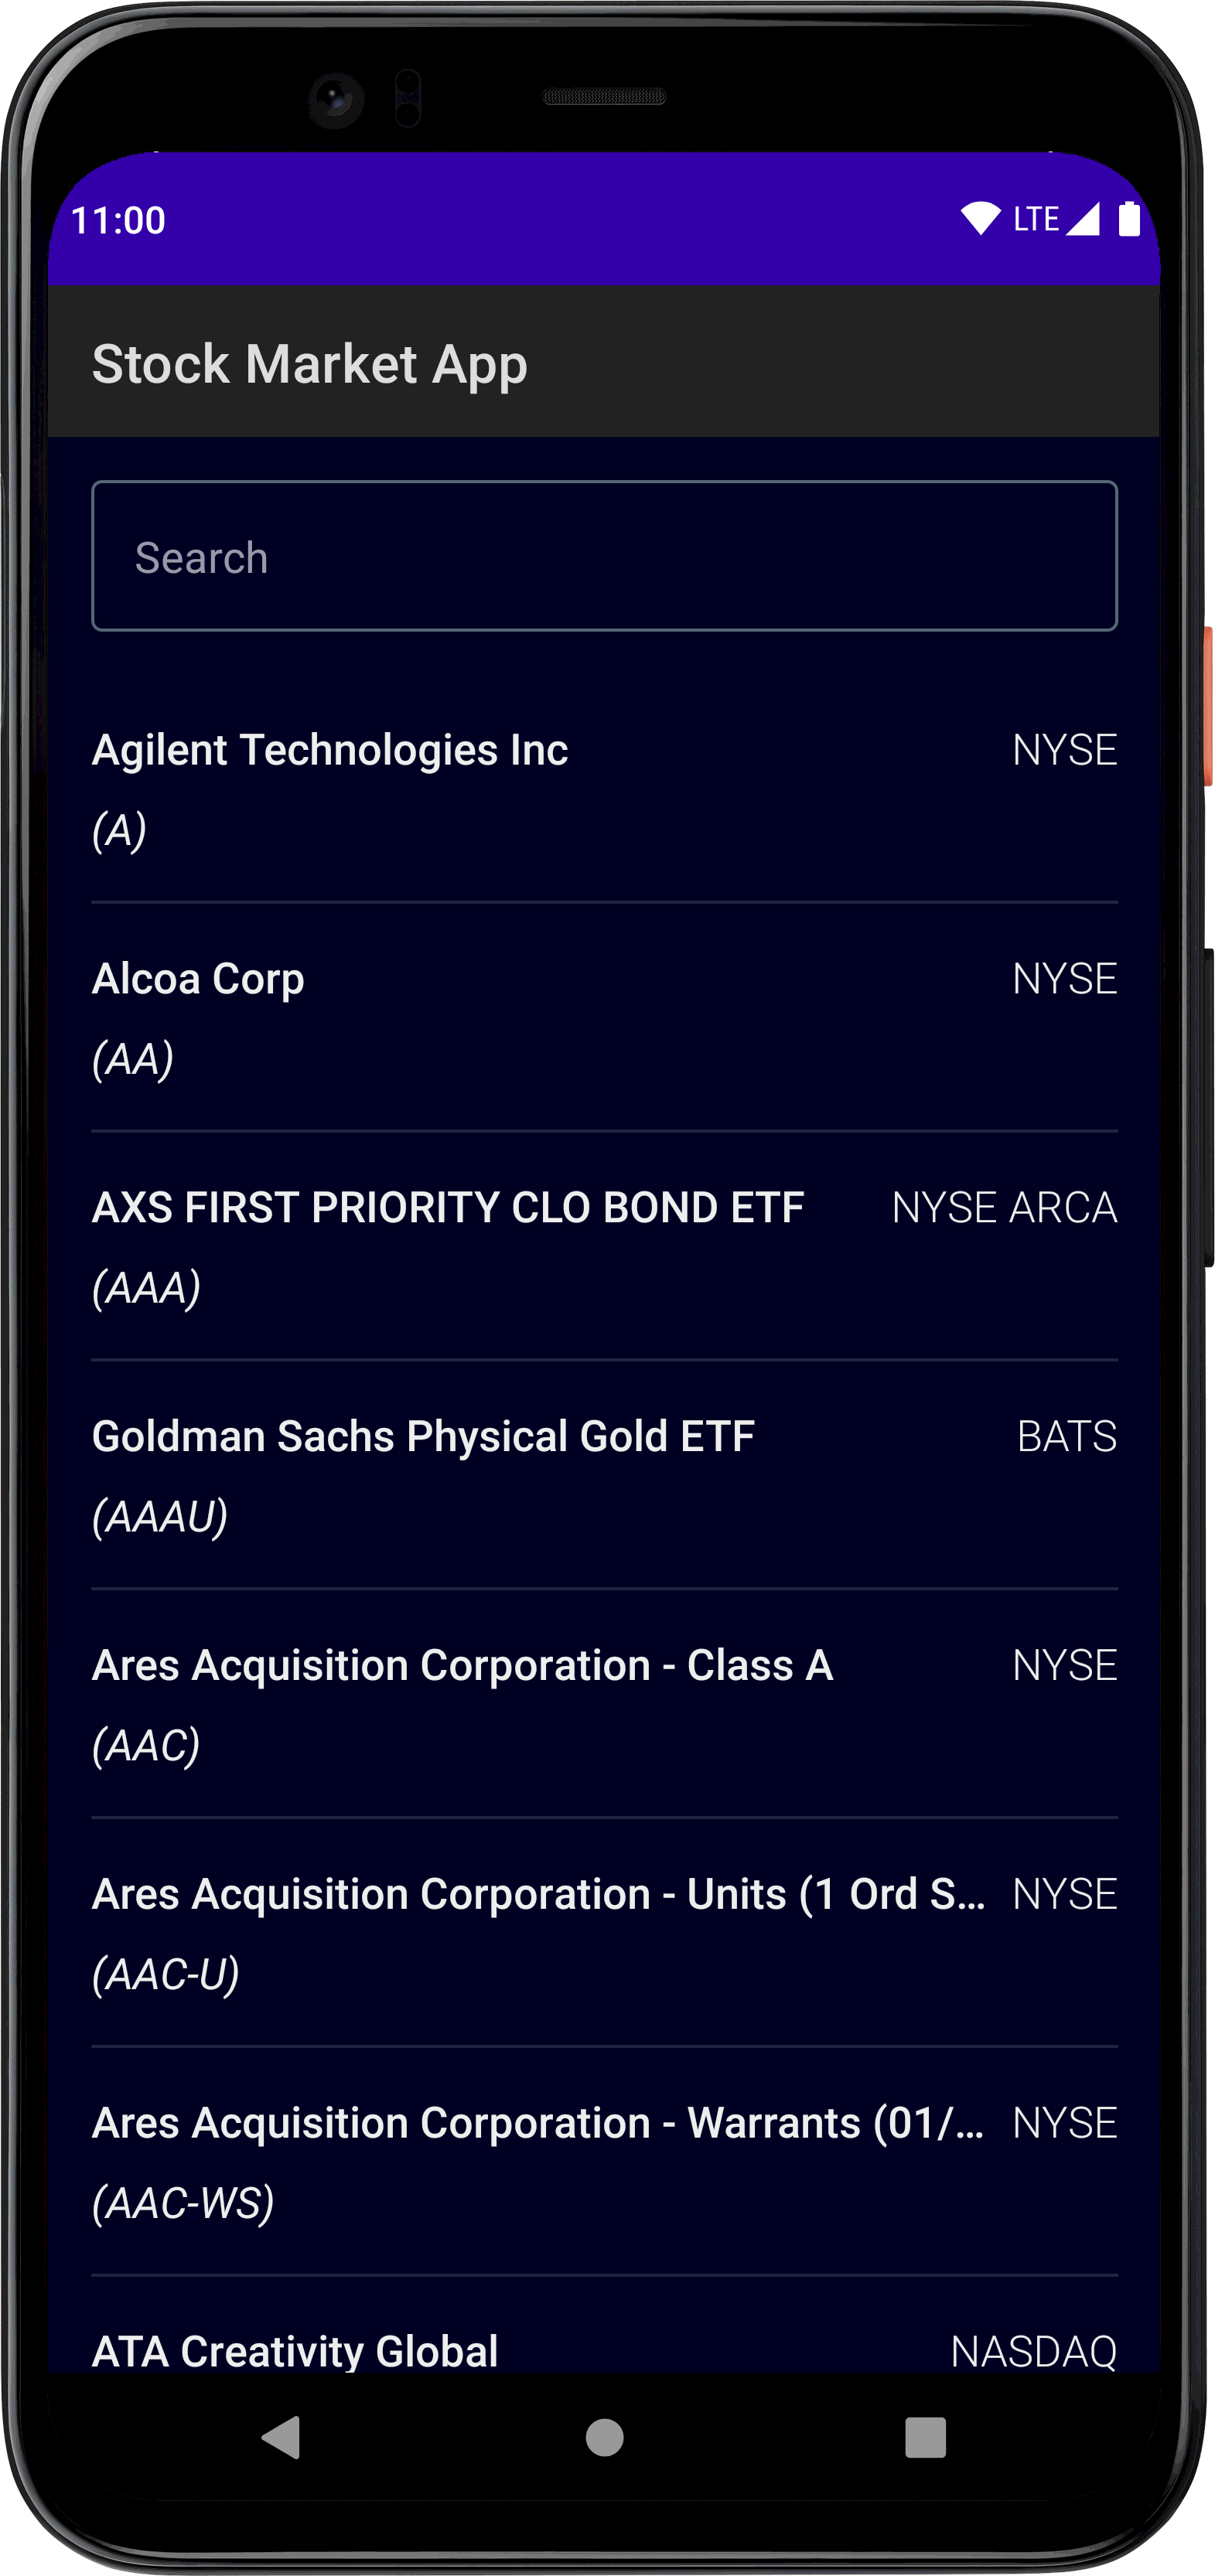 11:00 LTE
Stock Market App
Search
Agilent Technologies Inc NYSE
(A)
Alcoa Corp NYSE
(AA)
AXS FIRST PRIORITY CLO BOND ETF NYSE ARCA
(AAA)
Goldman Sachs Physical Gold ETF BATS
(AAAU)
Ares Acquisition Corporation - Class A NYSE
(AAC)
Ares Acquisition Corporation - Units (1 Ord S... NYSE
(AAC-U)
Ares Acquisition Corporation - Warrants (01/... NYSE
(AAC-WS)
ATA Creativity Global NASDAQ